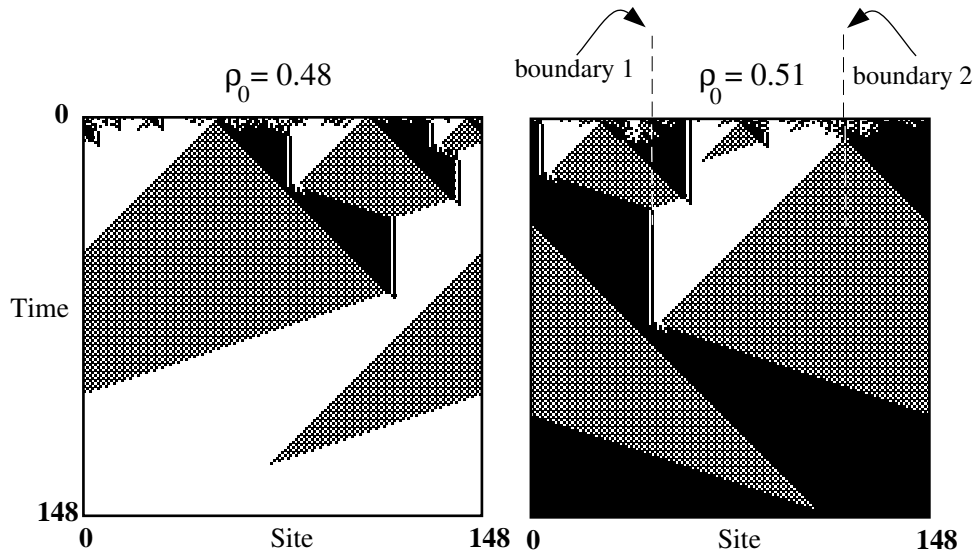 boundary 1
boundary 2
ρ0 = 0.48
ρ0 = 0.51
0
Time
148
0
Site
148
0
Site
148